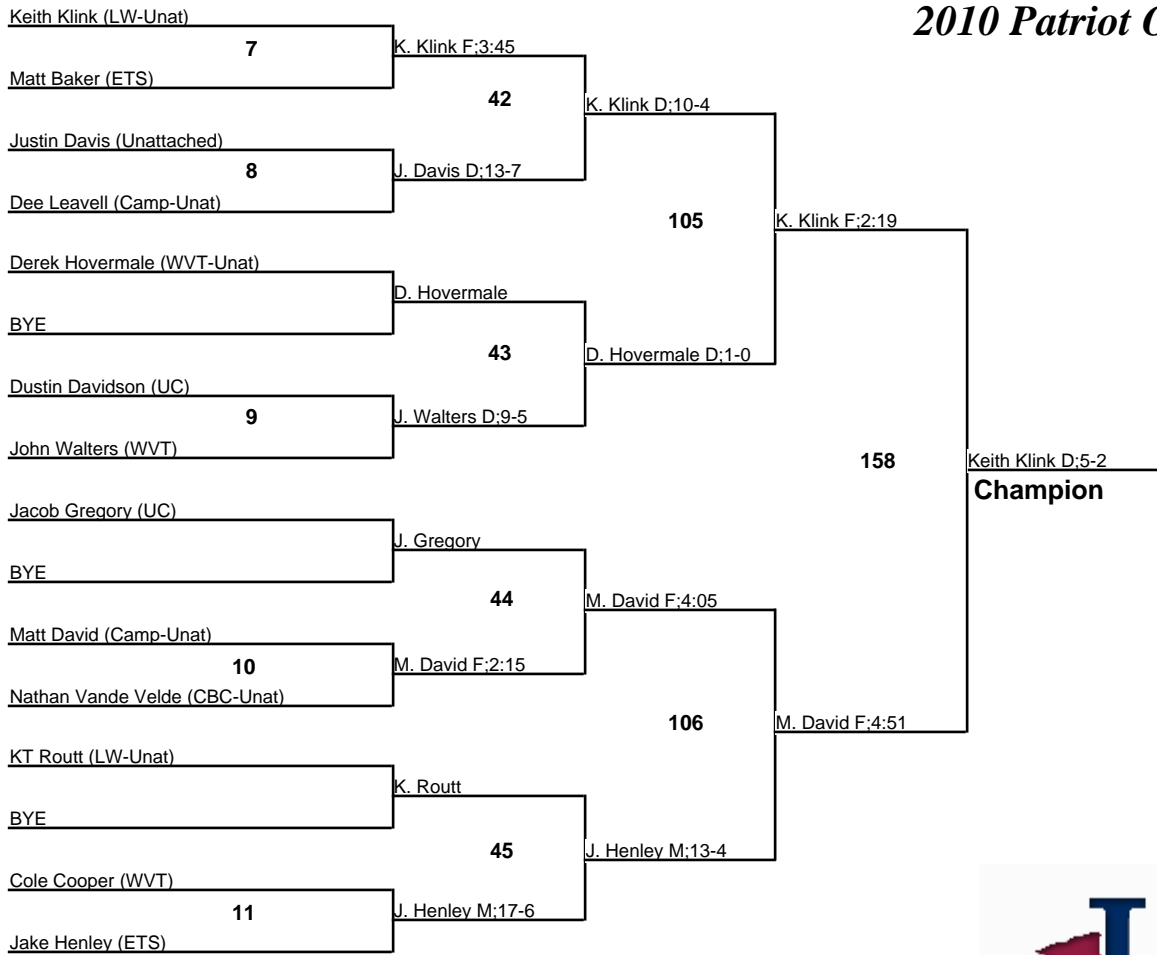 2010 Patriot O
Keith Klink (LW-Unat)
7
Matt Baker (ETS)
K. Klink F;3:45
42
Justin Davis (Unattached)
8
Dee Leavell (Camp-Unat)
J. Davis D;13-7
K. Klink D;10-4
105
Derek Hovermale (WVT-Unat)
BYE
D. Hovermale
43
Dustin Davidson (UC)
9
John Walters (WVT)
J. Walters D;9-5
D. Hovermale D;1-0
K. Klink F;2:19
158
Jacob Gregory (UC)
BYE
J. Gregory
44
Matt David (Camp-Unat)
10
Nathan Vande Velde (CBC-Unat)
M. David F;2:15
M. David F;4:05
106
KT Routt (LW-Unat)
BYE
K. Routt
45
Cole Cooper (WVT)
11
Jake Henley (ETS)
J. Henley M;17-6
J. Henley M;13-4
M. David F;4:51
Keith Klink D;5-2
Champion